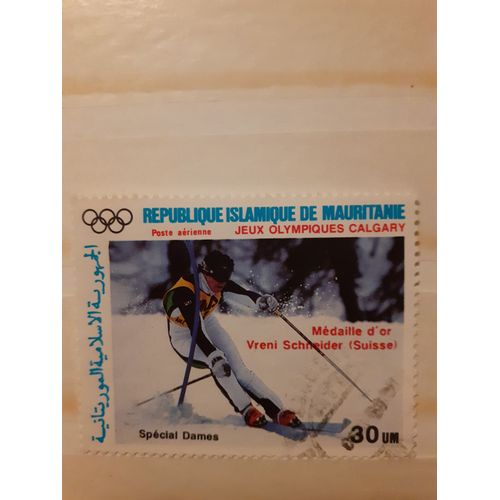 REPUBLIQUE ISLAMIQUE DE MAURITANIE
Poste aérienne JEUX OLYMPIQUES CALGARY
الجمهورية الاسلامية الموريتانية
Médaille d'or
Vreni Schneider (Suisse)
Spécial Dames
30 UM